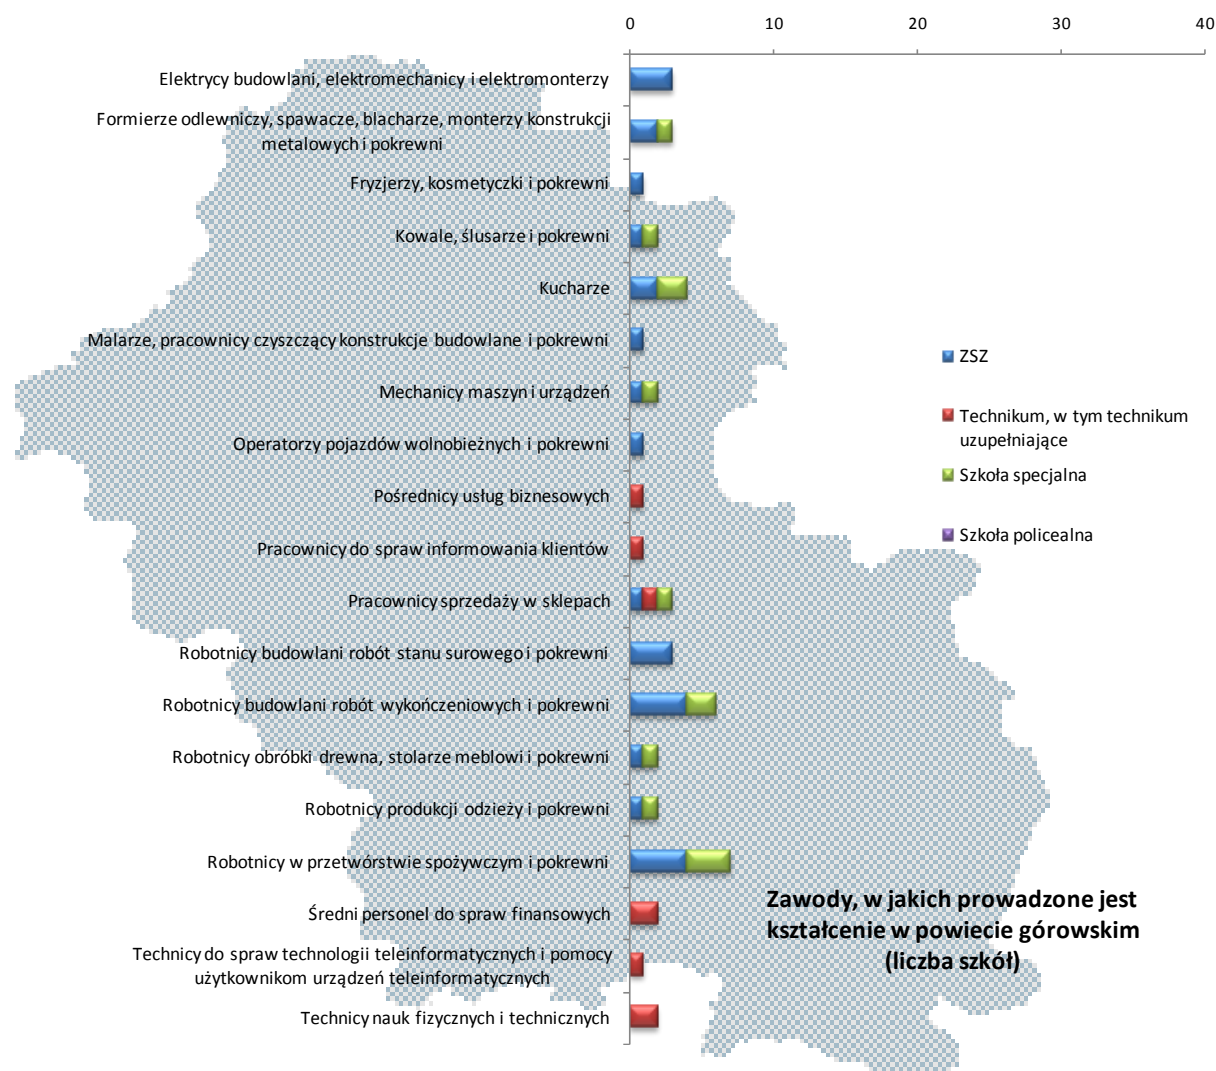 0 10 20 30 40
Elektrycy budowlani, elektromechanicy i elektromonterzy
Formierze odlewniczy, spawacze, blacharze, monterzy konstrukcji
metalowych i pokrewni
Fryzjerzy, kosmetyczki i pokrewni
Kowale, ślusarze i pokrewni
Kucharze
Malarze, pracownicy czyszczący konstrukcje budowlane i pokrewni
Mechanicy maszyn i urządzeń
Operatorzy pojazdów wolnobieżnych i pokrewni
Pośrednicy usług biznesowych
Pracownicy do spraw informowania klientów
Pracownicy sprzedaży w sklepach
Robotnicy budowlani robót stanu surowego i pokrewni
Robotnicy budowlani robót wykończeniowych i pokrewni
Robotnicy obróbki drewna, stolarze meblowi i pokrewni
Robotnicy produkcji odzieży i pokrewni
Robotnicy w przetwórstwie spożywczym i pokrewni
Średni personel do spraw finansowych
Technicy do spraw technologii teleinformatycznych i pomocy
użytkownikom urządzeń teleinformatycznych
Technicy nauk fizycznych i technicznych
ZSZ
Technikum, w tym technikum
uzupełniające
Szkoła specjalna
Szkoła policealna
Zawody, w jakich prowadzone jest
kształcenie w powiecie górowskim
(liczba szkół)